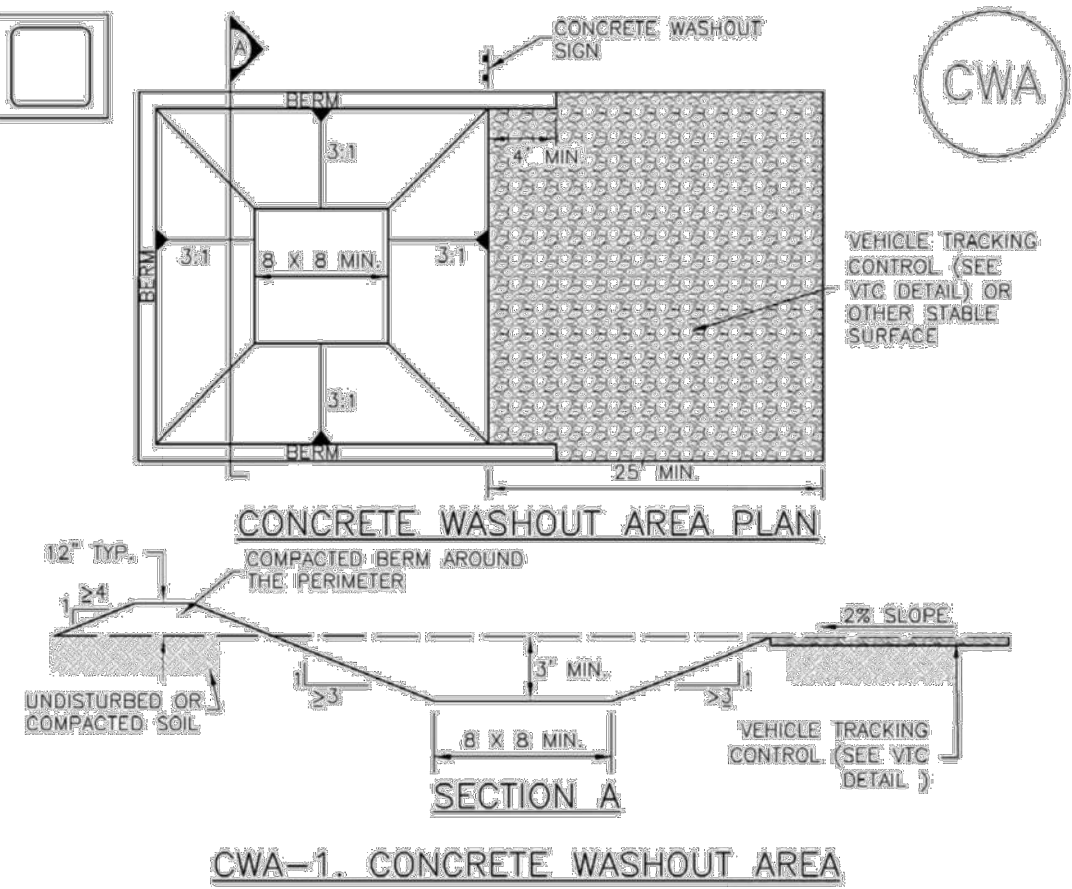 CONCRETE WASHOUT
SIGN
A
CWA
BERM
3:1
4' MIN.
BERM
3:1
8 X 8 MIN.
3:1
VEHICLE TRACKING
CONTROL (SEE
VTC DETAIL) OR
OTHER STABLE
SURFACE
3:1
BERM
25' MIN.
CONCRETE WASHOUT AREA PLAN
12" TYP.
COMPACTED BERM AROUND
THE PERIMETER
≥4
1
2% SLOPE
3' MIN.
1
≥3
1
≥3
UNDISTURBED OR
COMPACTED SOIL
8 X 8 MIN.
VEHICLE TRACKING
CONTROL (SEE VTC
DETAIL )
SECTION A
CWA-1. CONCRETE WASHOUT AREA